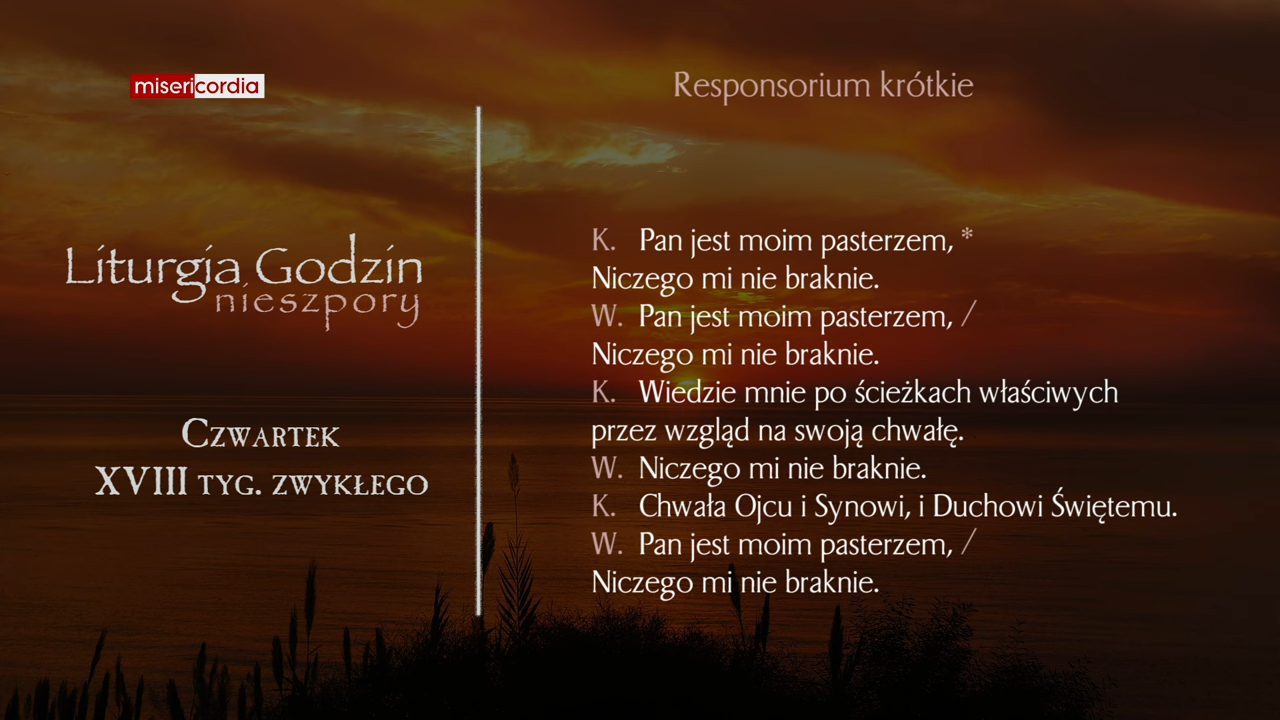 misericordia
Liturgia Godzin
nieszpory
Czwartek
XVIII tyg. zwykłego
Responsorium krótkie
K. Pan jest moim pasterzem, *
Niczego mi nie braknie.
W. Pan jest moim pasterzem, /
Niczego mi nie braknie.
K. Wiedzie mnie po ścieżkach właściwych
przez wzgląd na swoją chwałę.
W. Niczego mi nie braknie.
K. Chwała Ojcu i Synowi, i Duchowi Świętemu.
W. Pan jest moim pasterzem, /
Niczego mi nie braknie.